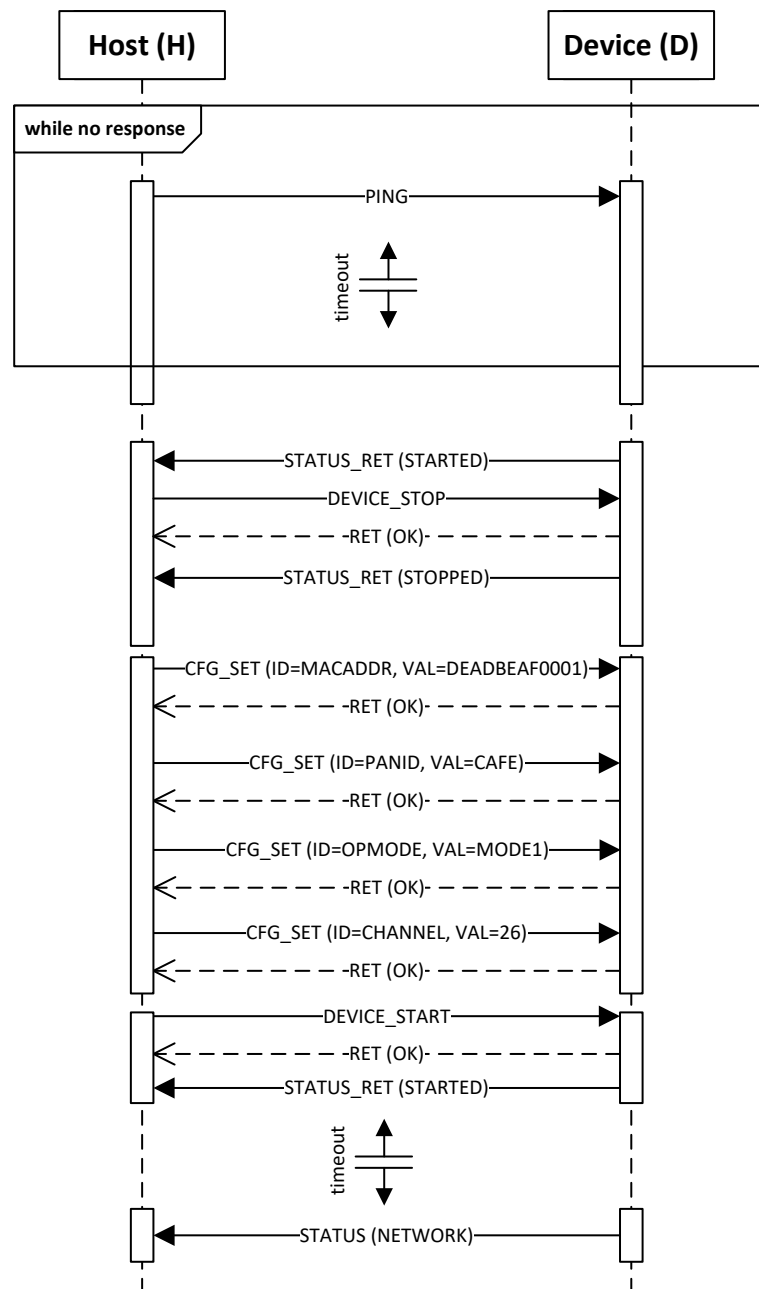 Host (H)
Device (D)
while no response
PING
timeout
STATUS_RET (STARTED)
DEVICE_STOP
RET (OK)
STATUS_RET (STOPPED)
CFG_SET (ID=MACADDR, VAL=DEADBEAF0001)
RET (OK)
CFG_SET (ID=PANID, VAL=CAFE)
RET (OK)
CFG_SET (ID=OPMODE, VAL=MODE1)
RET (OK)
CFG_SET (ID=CHANNEL, VAL=26)
RET (OK)
DEVICE_START
RET (OK)
STATUS_RET (STARTED)
timeout
STATUS (NETWORK)